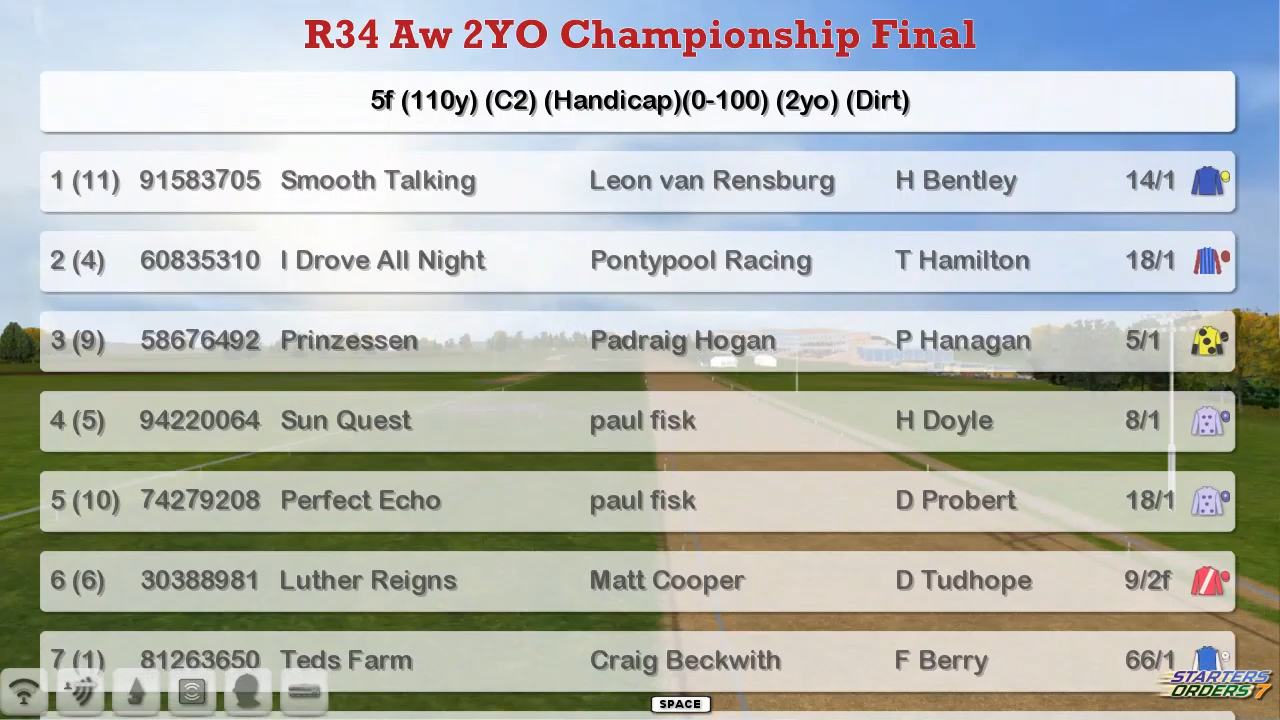 R34 Aw 2YO Championship Final
5f (110y) (C2) (Handicap)(0-100) (2yo) (Dirt)
1 (11) 91583705 Smooth Talking Leon van Rensburg H Bentley 14/1
2 (4) 60835310 I Drove All Night Pontypool Racing T Hamilton 18/1
3 (9) 58676492 Prinzessen Padraig Hogan P Hanagan 5/1
4 (5) 94220064 Sun Quest paul fisk H Doyle 8/1
5 (10) 74279208 Perfect Echo paul fisk D Probert 18/1
6 (6) 30388981 Luther Reigns Matt Cooper D Tudhope 9/2f
7 (1) 81263650 Teds Farm Craig Beckwith F Berry 66/1
SPACE
STARTERS
ORDERS 7